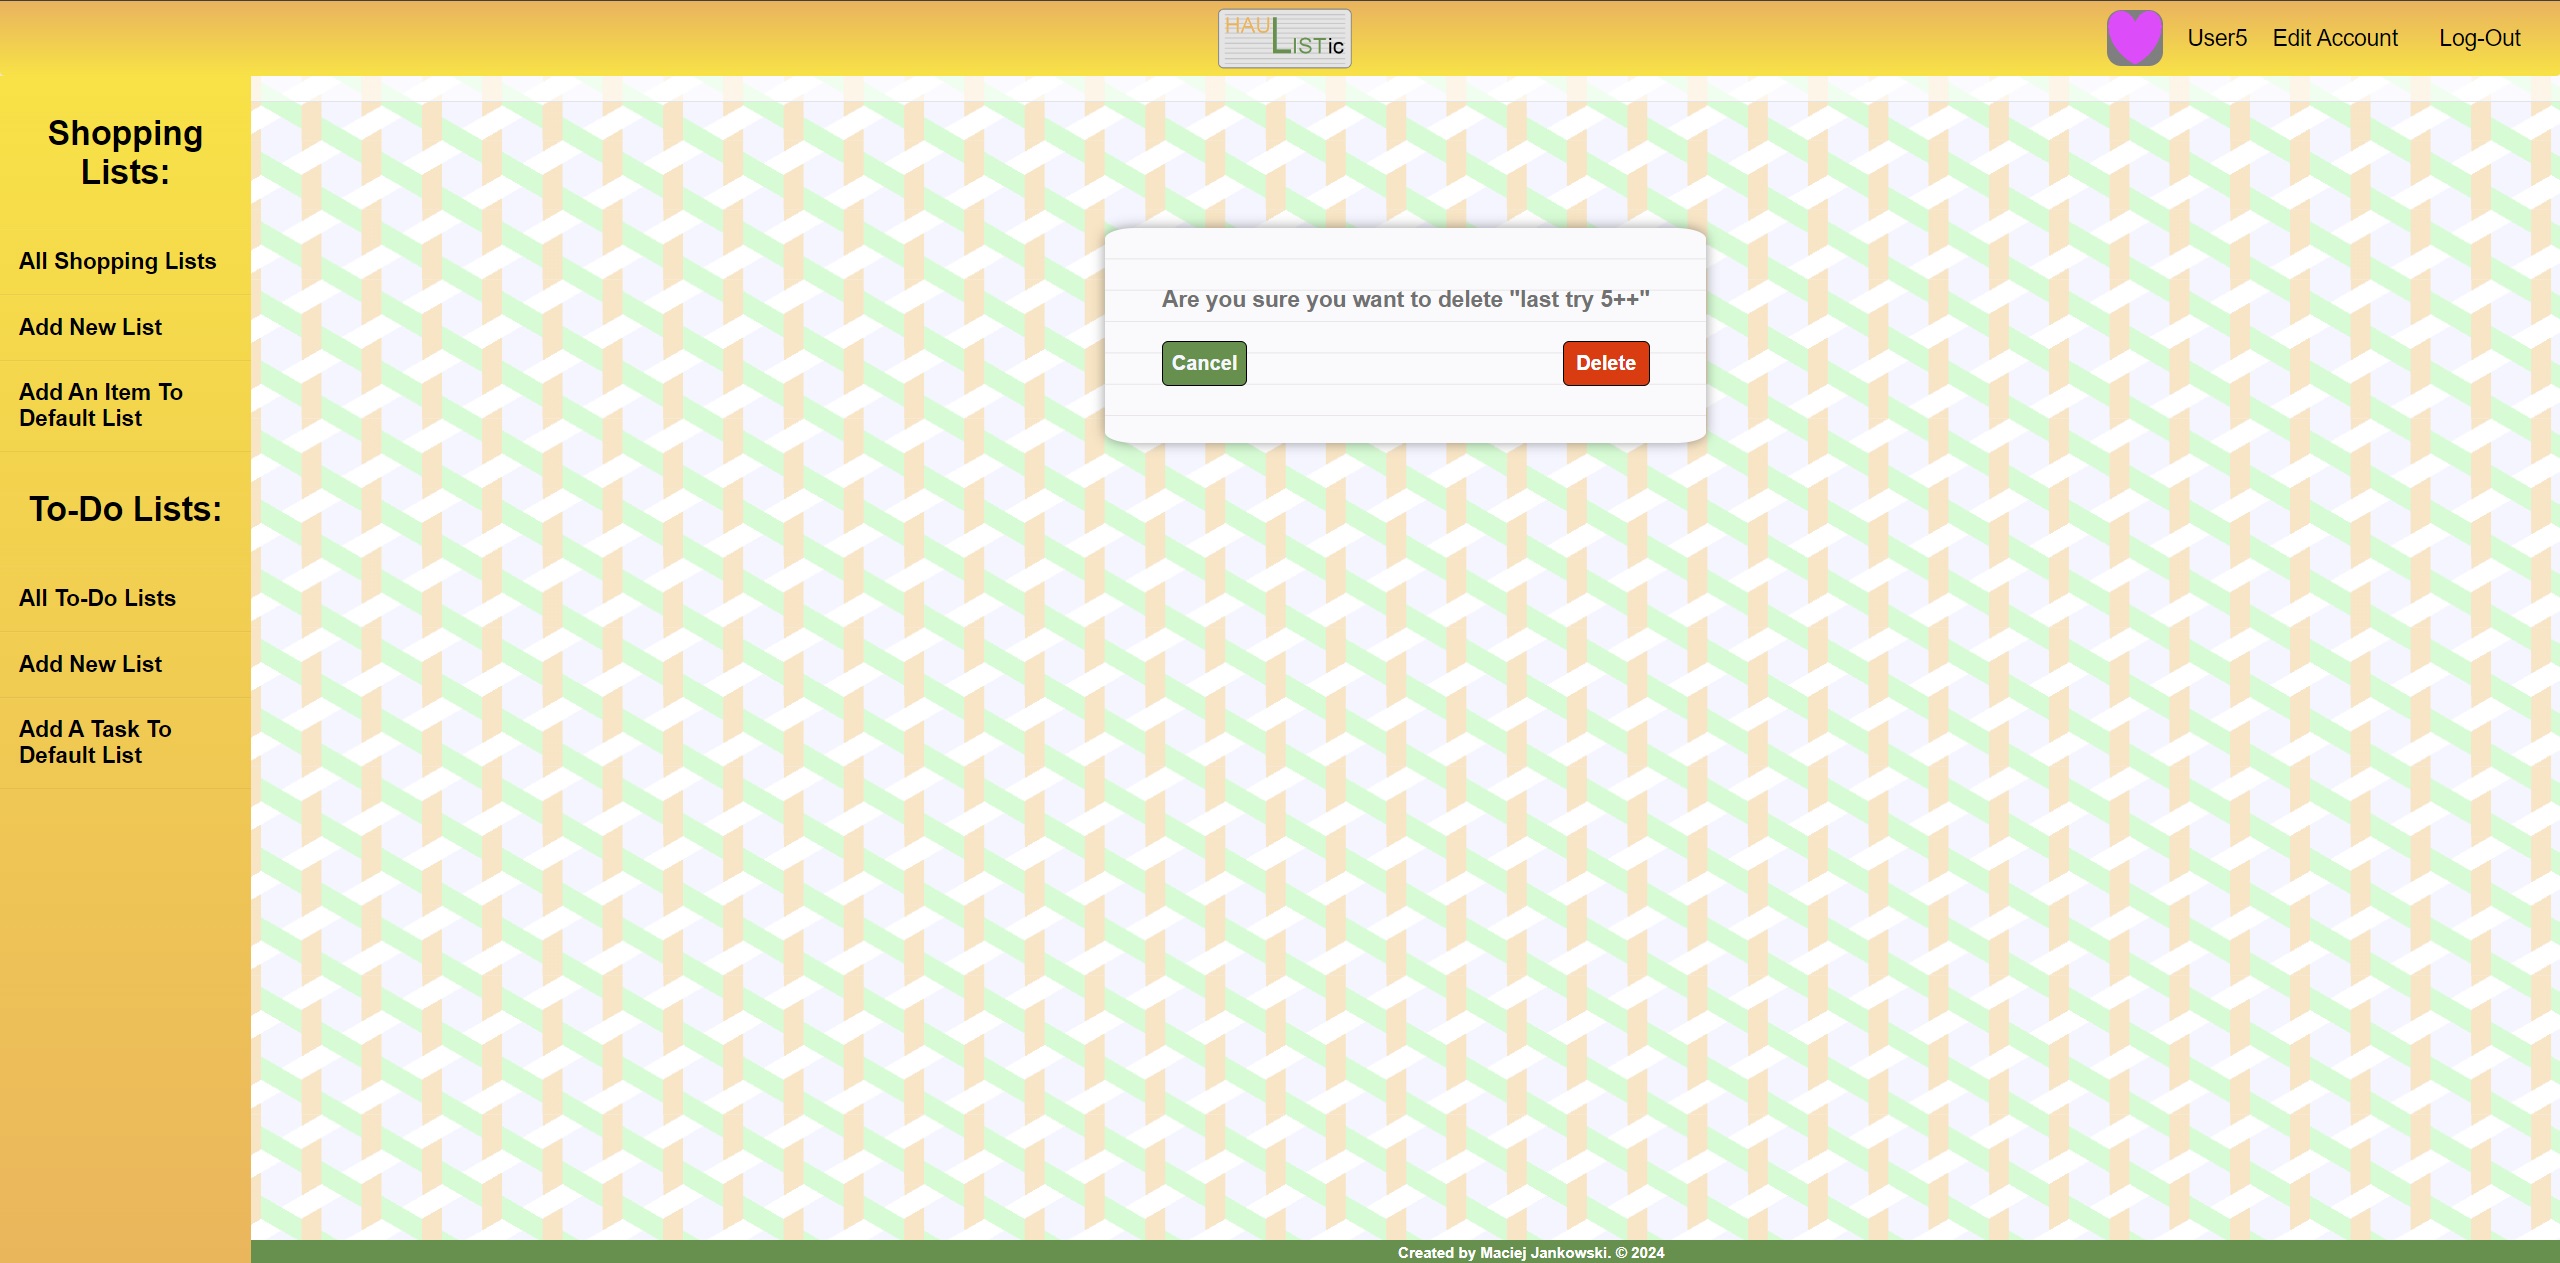 HAULISTic
User5
Edit Account
Log-Out
Shopping
Lists:
All Shopping Lists
Add New List
Add An Item To
Default List
To-Do Lists:
All To-Do Lists
Add New List
Add A Task To
Default List
Are you sure you want to delete "last try 5++"
Cancel
Delete
Created by Maciej Jankowski. © 2024